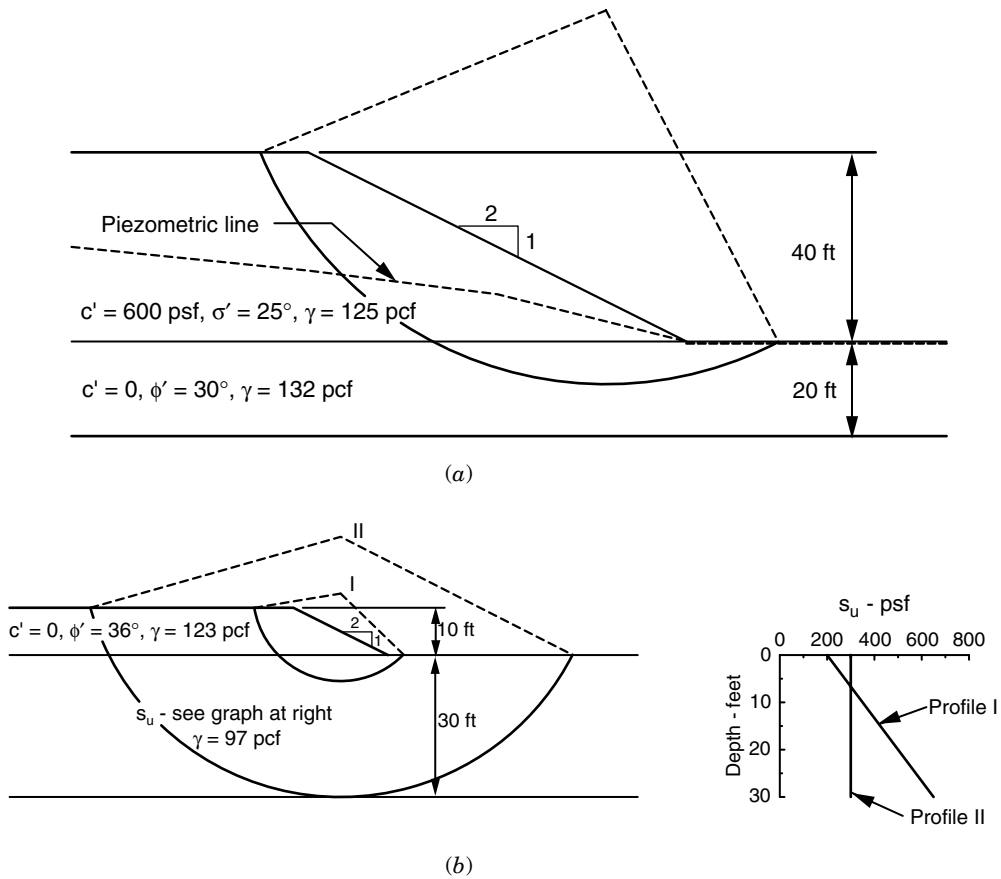 2
1
Piezometric line
40 ft
c' = 600 psf, σ′ = 25°, γ = 125 pcf
c' = 0, ϕ′ = 30°, γ = 132 pcf
20 ft
(a)
II
I
c' = 0, ϕ′ = 36°, γ = 123 pcf
2
1
10 ft
s_u - see graph at right
γ = 97 pcf
30 ft
s_u - psf
0 200 400 600 800
0
10
20
30
Depth - feet
Profile I
Profile II
(b)